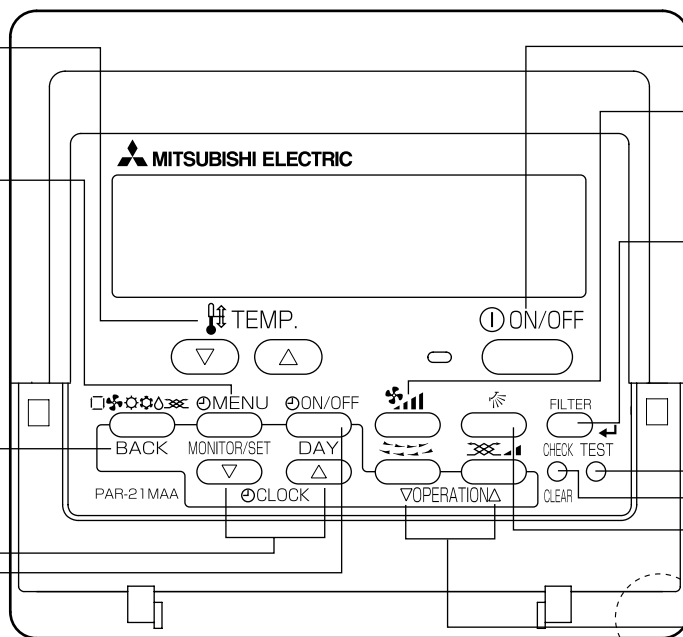 MITSUBISHI ELECTRIC
TEMP.
ON/OFF
▽ △
MENU ON/OFF FILTER
BACK MONITOR/SET DAY CHECK TEST
▽ △
PAR-21MAA CLOCK ▽OPERATION△ CLEAR